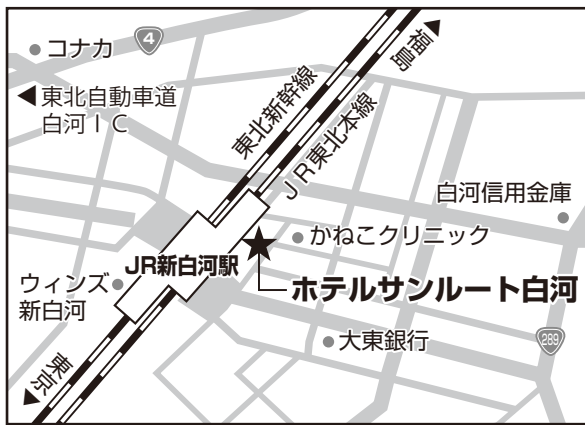 コナカ
4
◀東北自動車道
白河IC
東北新幹線
JR東北本線
福島
白河信用金庫
かねこクリニック
JR新白河駅
ホテルサンルート白河
ウィンズ
新白河
大東銀行
289
東京